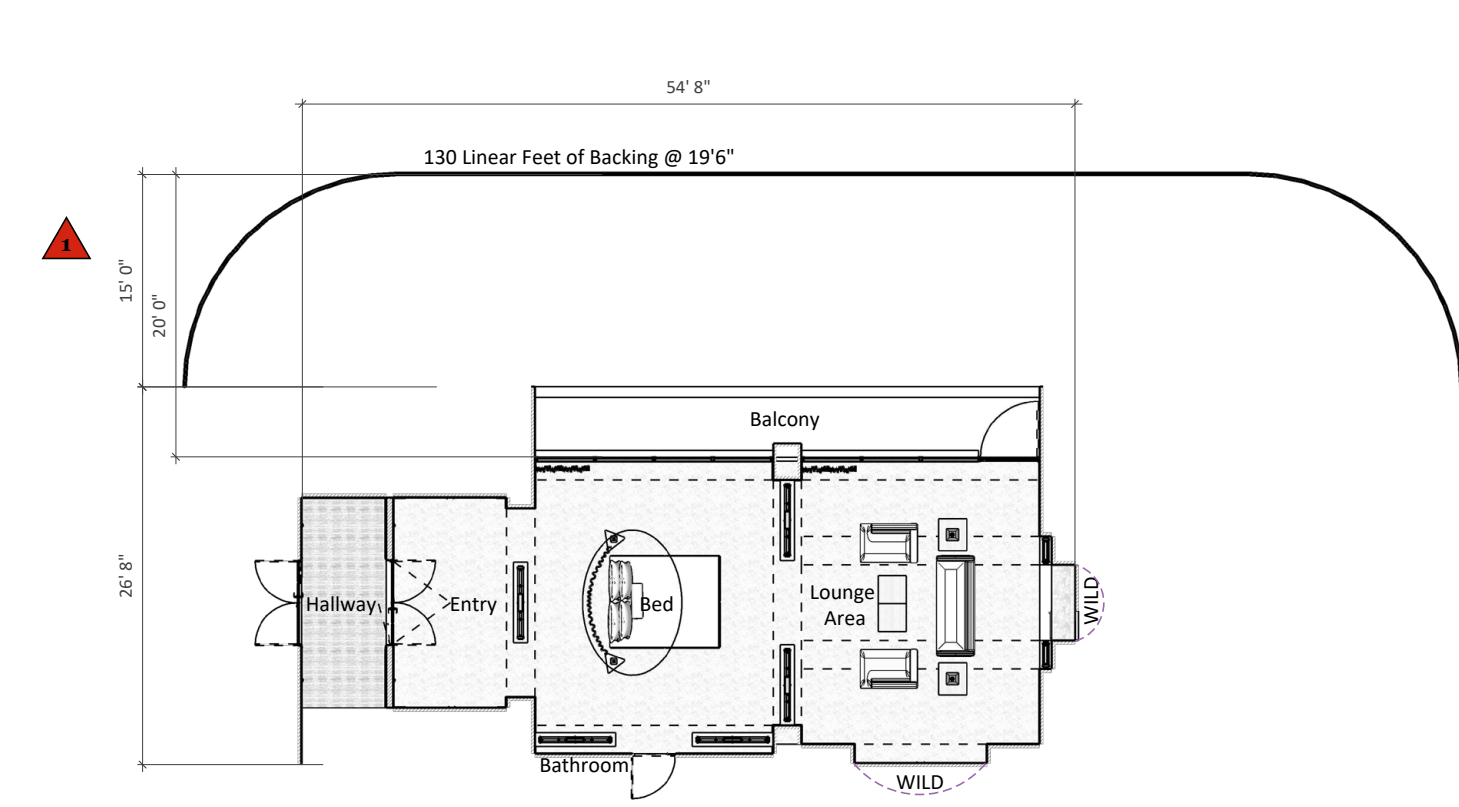 54' 8"
130 Linear Feet of Backing @ 19'6"
1
15' 0"
20' 0"
Balcony
26' 8"
Hallway
Entry
Bed
Lounge
Area
WILD
Bathroom
WILD